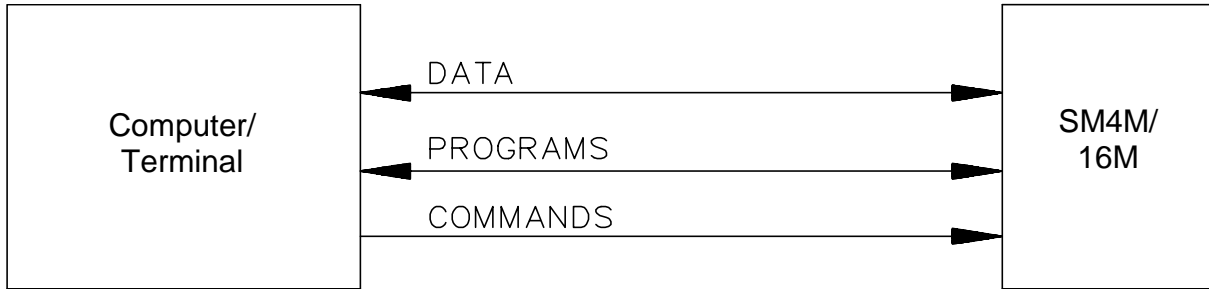 Computer/
Terminal
DATA
PROGRAMS
COMMANDS
SM4M/
16M